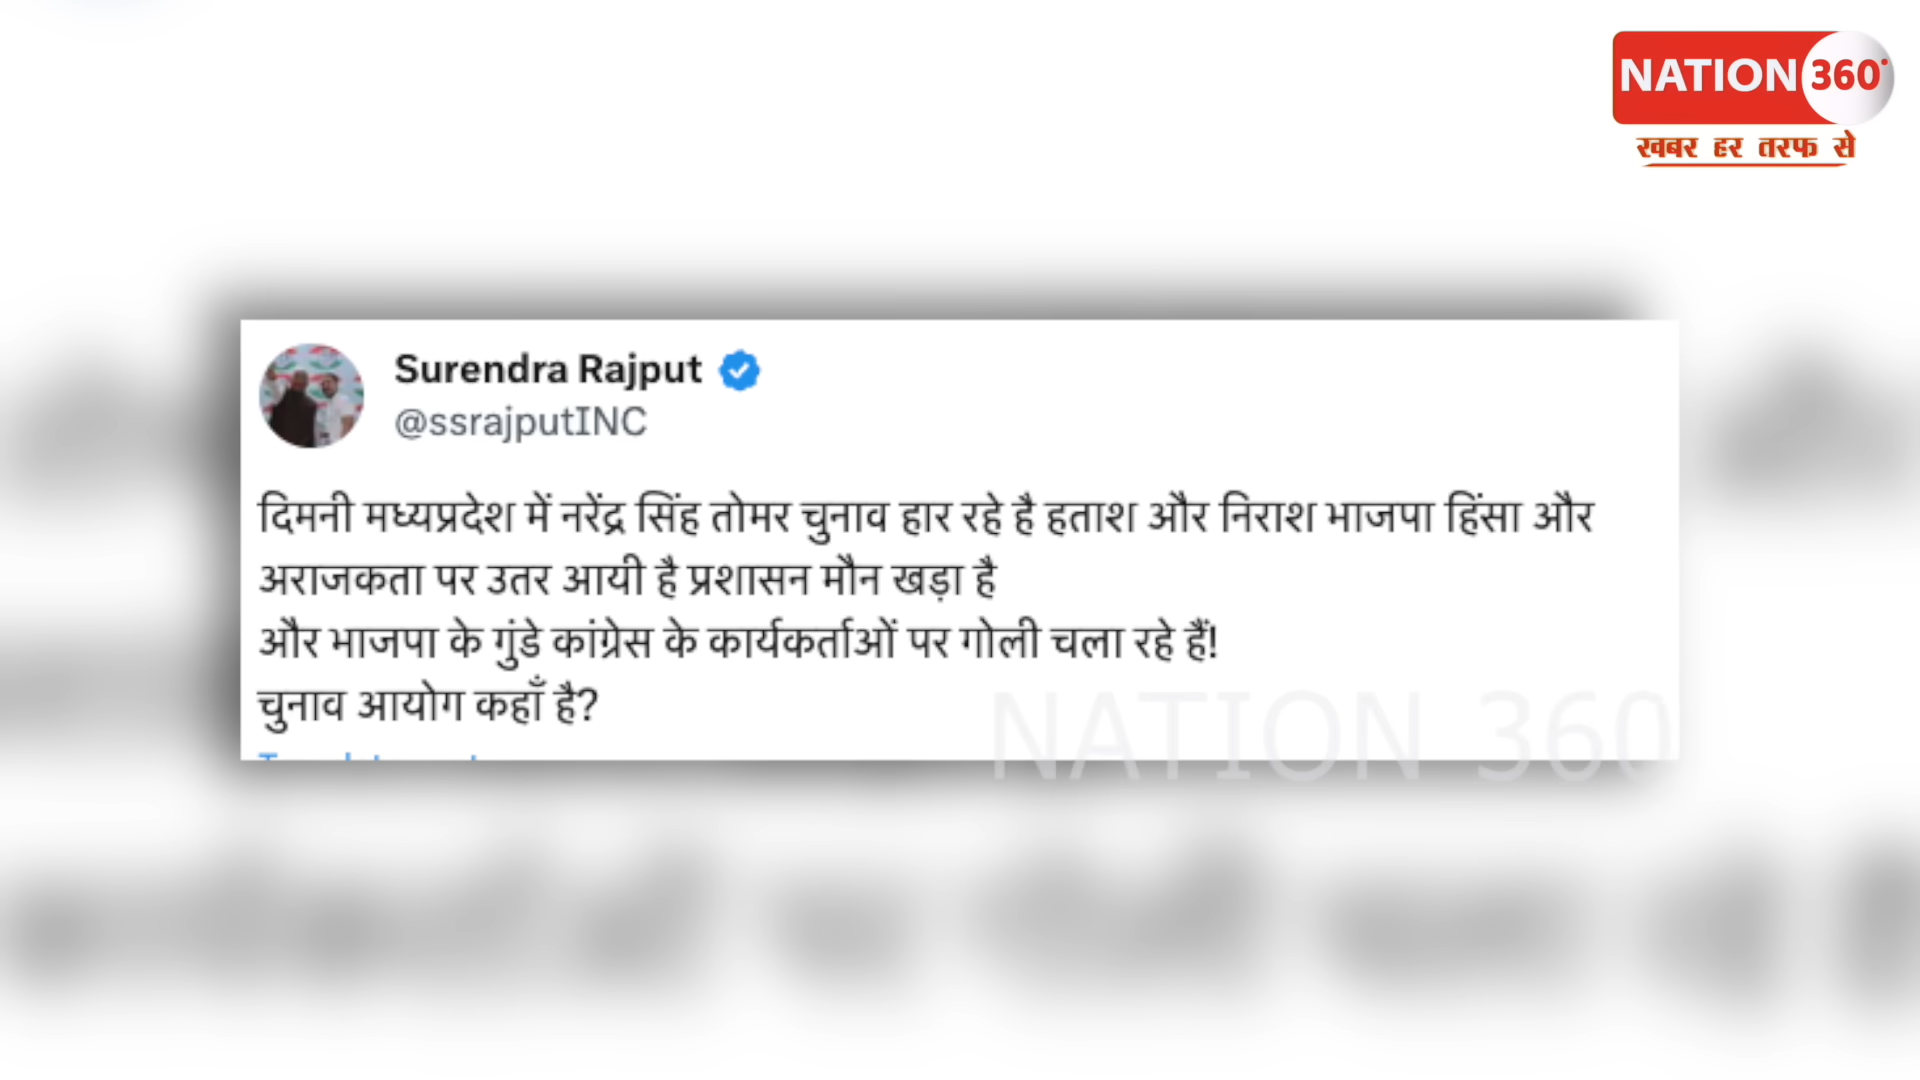 NATION 360°
खबर हर तरफ से
Surendra Rajput
@ssrajputINC
दिमनी मध्यप्रदेश में नरेंद्र सिंह तोमर चुनाव हार रहे है हताश और निराश भाजपा हिंसा और
अराजकता पर उतर आयी है प्रशासन मौन खड़ा है
और भाजपा के गुंडे कांग्रेस के कार्यकर्ताओं पर गोली चला रहे हैं!
चुनाव आयोग कहाँ है?
NATION 360